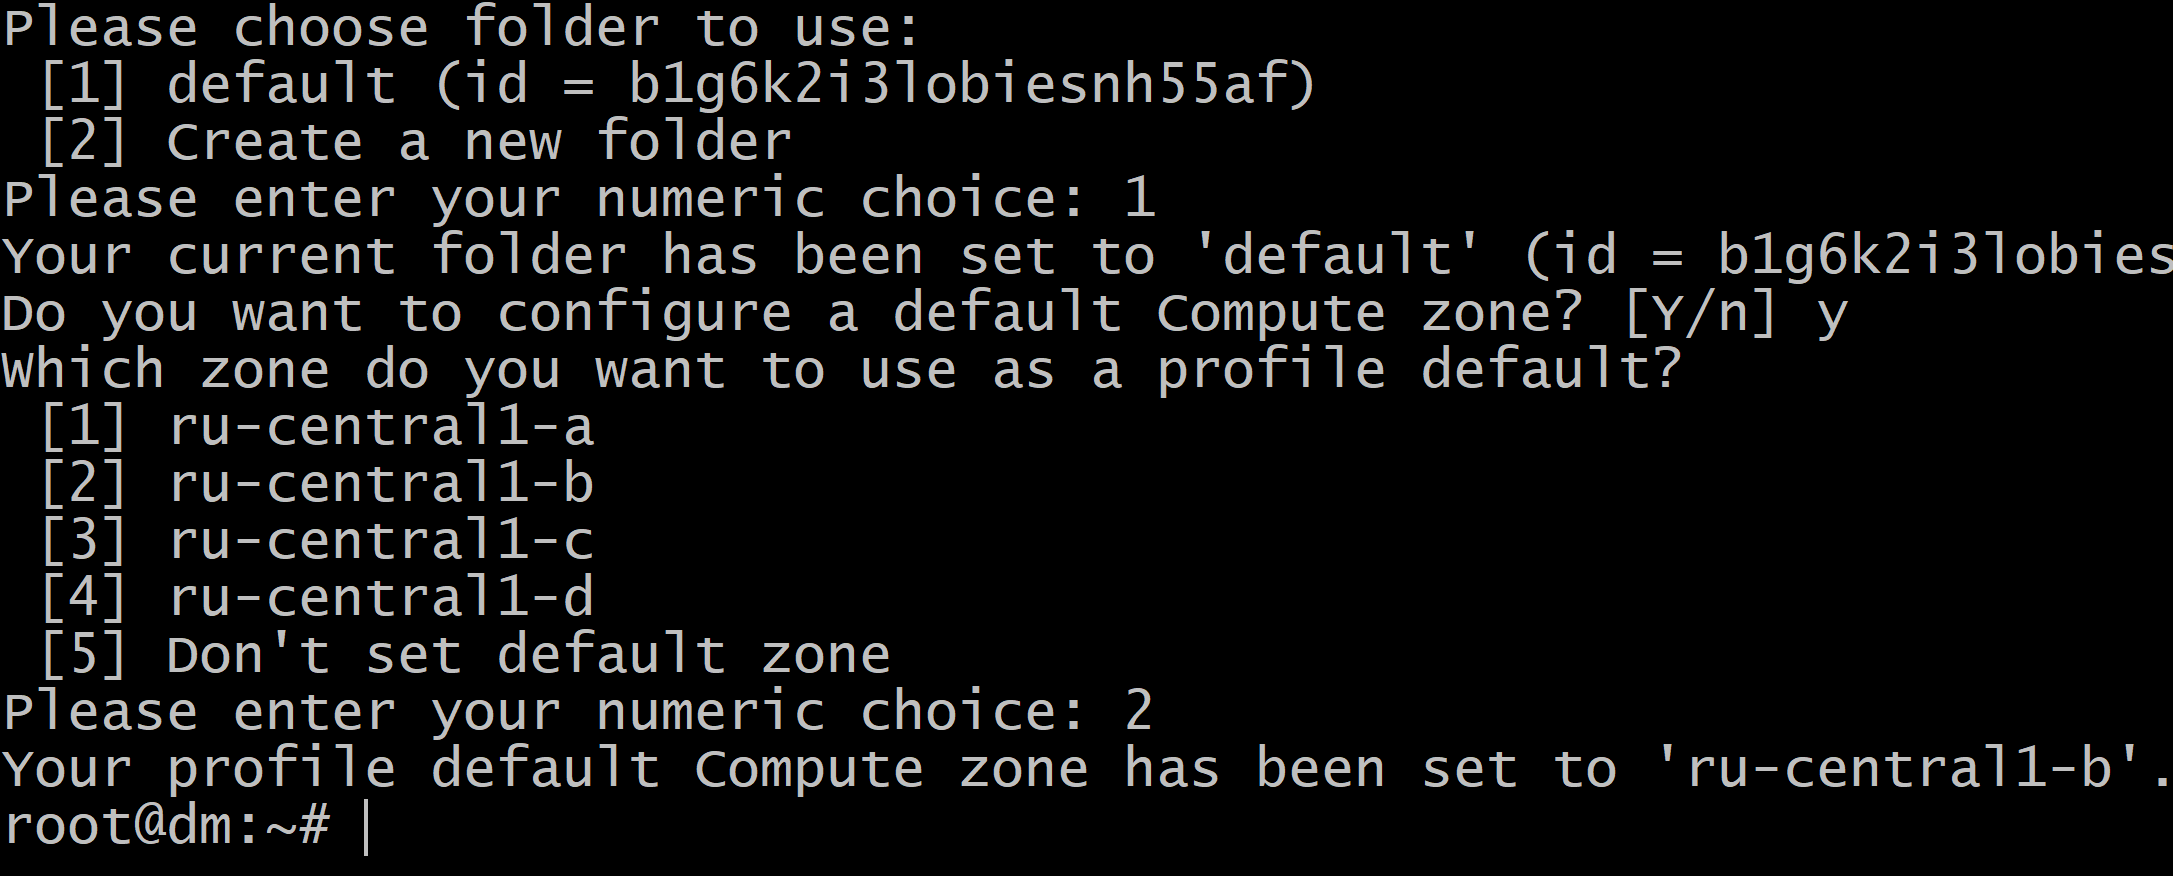 Please choose folder to use:
[1] default (id = b1g6k2i3lobiesnh55af)
[2] Create a new folder
Please enter your numeric choice: 1
Your current folder has been set to 'default' (id = b1g6k2i3lobies
Do you want to configure a default Compute zone? [Y/n] y
Which zone do you want to use as a profile default?
[1] ru-central1-a
[2] ru-central1-b
[3] ru-central1-c
[4] ru-central1-d
[5] Don't set default zone
Please enter your numeric choice: 2
Your profile default Compute zone has been set to 'ru-central1-b'.
root@dm:~#